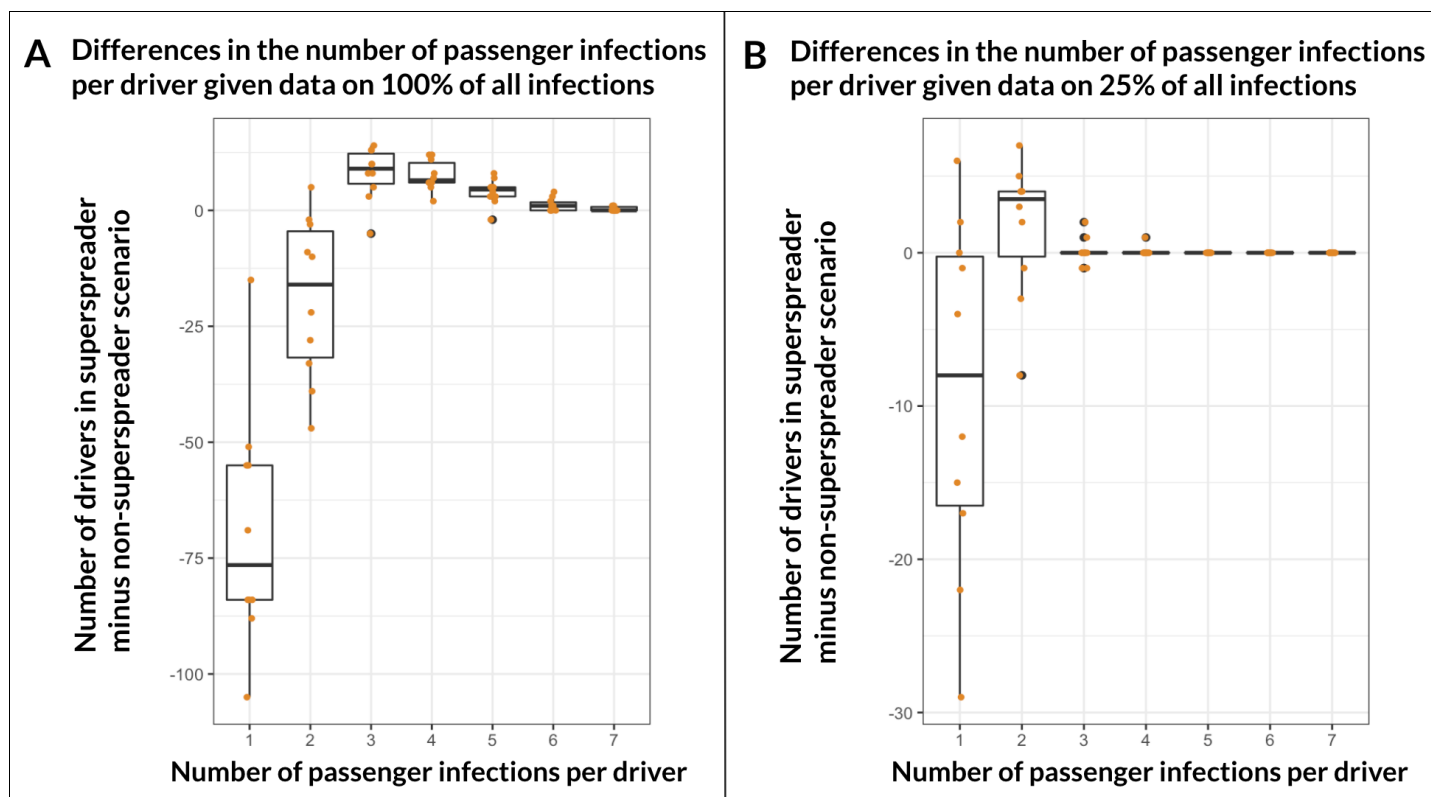 A Differences in the number of passenger infections
per driver given data on 100% of all infections
Number of drivers in superspreader
minus non-superspreader scenario
0
-25
-50
-75
-100
1 2 3 4 5 6 7
Number of passenger infections per driver
B Differences in the number of passenger infections
per driver given data on 25% of all infections
Number of drivers in superspreader
minus non-superspreader scenario
0
-10
-20
-30
1 2 3 4 5 6 7
Number of passenger infections per driver